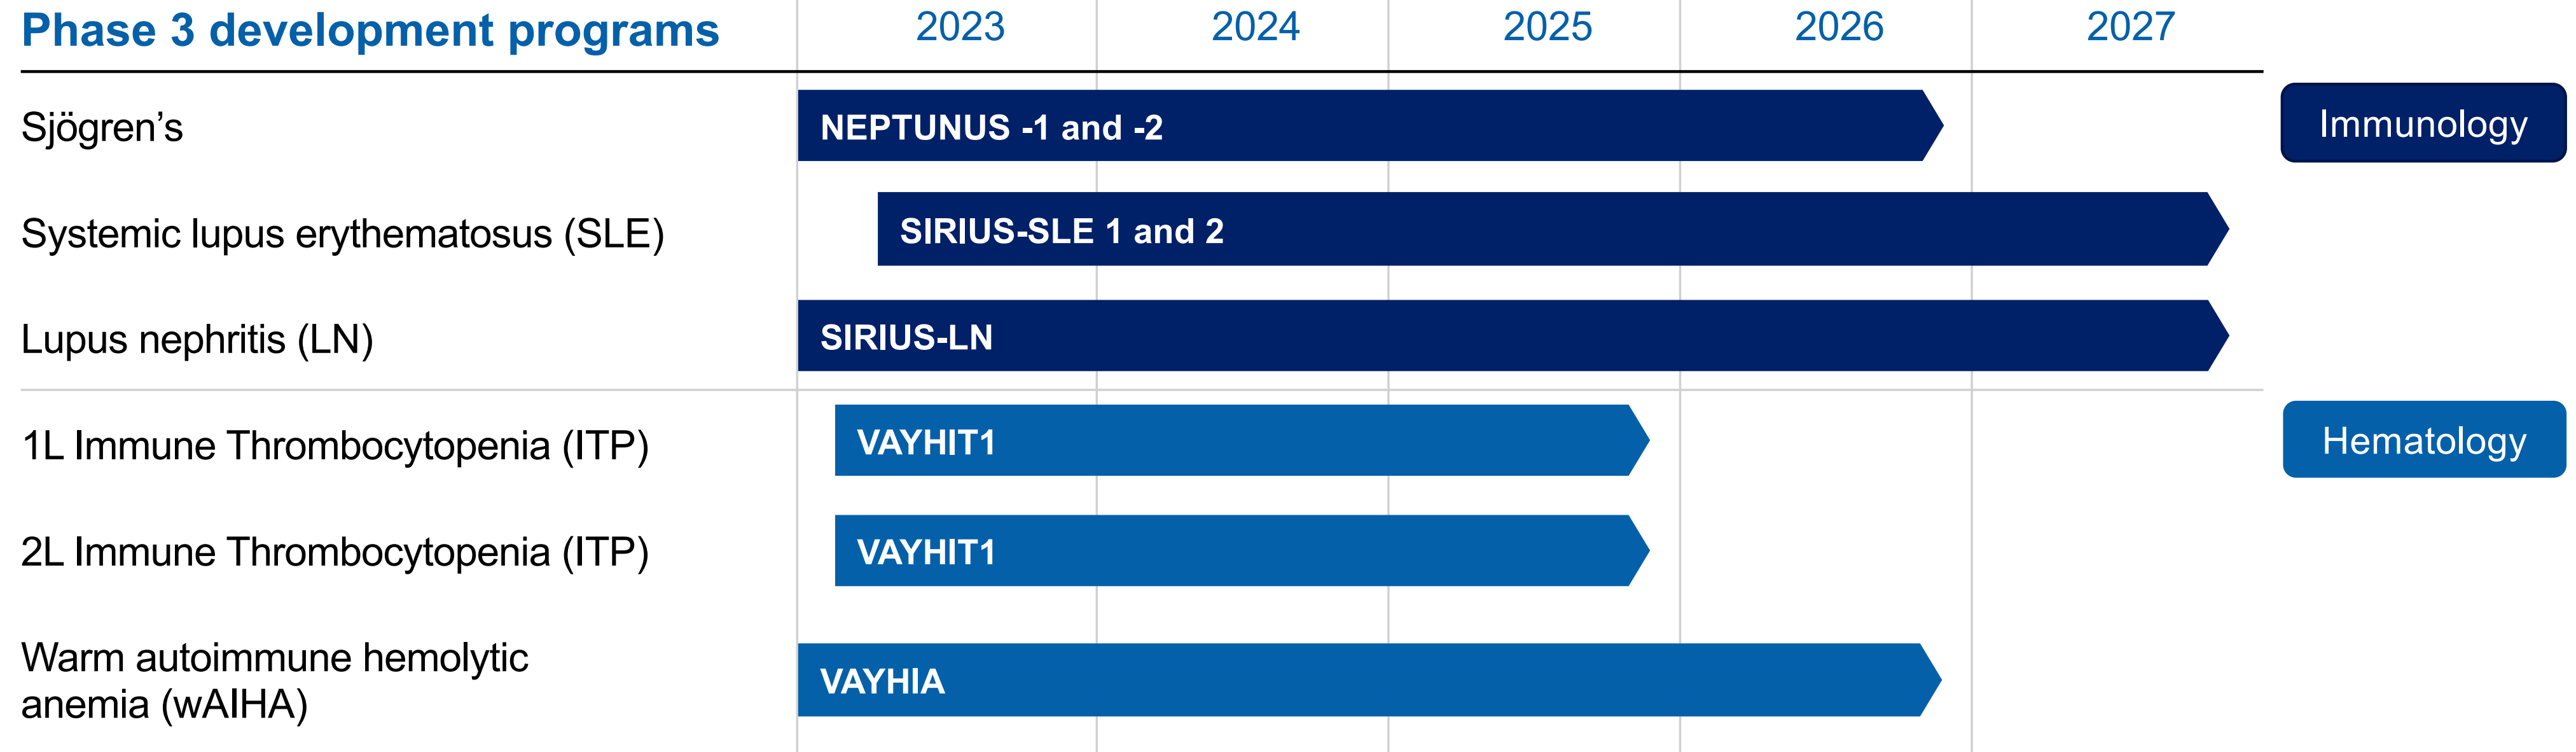 Phase 3 development programs 2023 2024 2025 2026 2027
Sjögren’s NEPTUNUS -1 and -2 Immunology
Systemic lupus erythematosus (SLE) SIRIUS-SLE 1 and 2
Lupus nephritis (LN) SIRIUS-LN
1L Immune Thrombocytopenia (ITP) VAYHIT1 Hematology
2L Immune Thrombocytopenia (ITP) VAYHIT1
Warm autoimmune hemolytic
anemia (wAIHA) VAYHIA